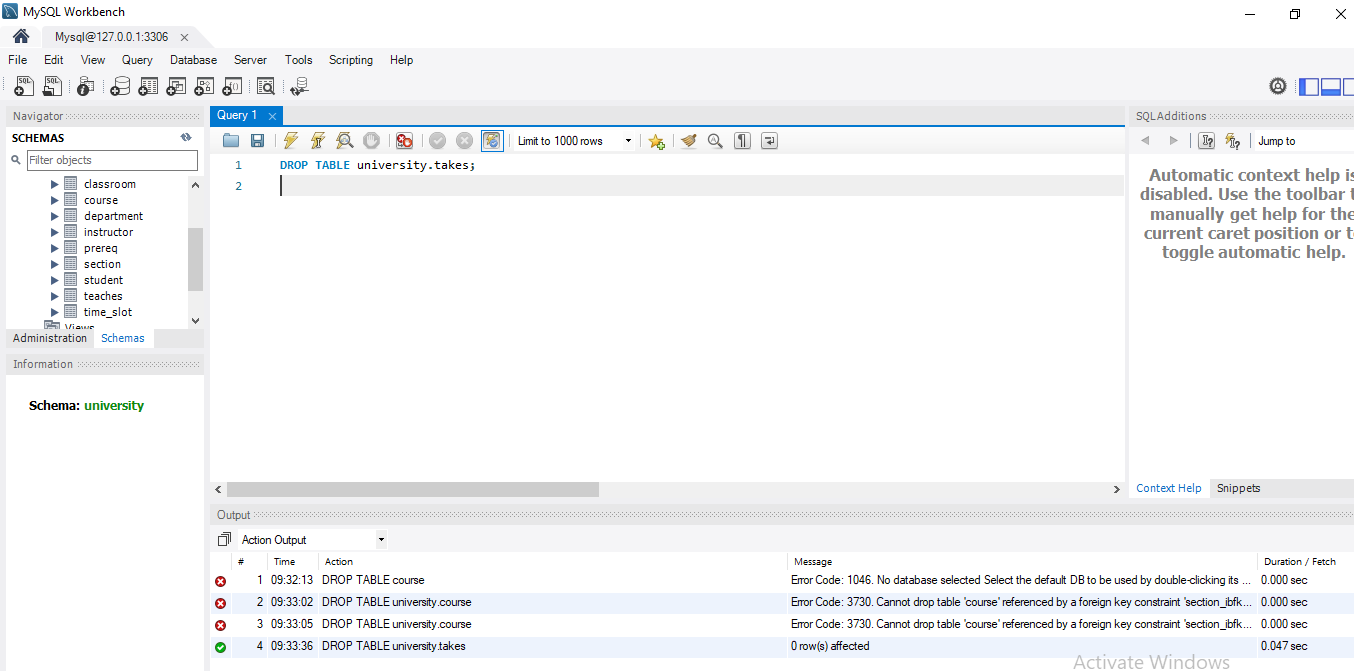 MySQL Workbench
Mysql@127.0.0.1:3306
File Edit View Query Database Server Tools Scripting Help
Navigator
SCHEMAS
Filter objects
classroom
course
department
instructor
prereq
section
student
teaches
time_slot
Views
Administration Schemas
Information
Schema: university
Query 1
Limit to 1000 rows
1 DROP TABLE university.takes;
2
SQLAdditions
Jump to
Automatic context help is
disabled. Use the toolbar t
manually get help for the
current caret position or to
toggle automatic help.
Context Help Snippets
Output
Action Output
# Time Action Message Duration / Fetch
1 09:32:13 DROP TABLE course Error Code: 1046. No database selected Select the default DB to be used by double-clicking its ... 0.000 sec
2 09:33:02 DROP TABLE university.course Error Code: 3730. Cannot drop table 'course' referenced by a foreign key constraint 'section_ibfk... 0.000 sec
3 09:33:05 DROP TABLE university.course Error Code: 3730. Cannot drop table 'course' referenced by a foreign key constraint 'section_ibfk... 0.000 sec
4 09:33:36 DROP TABLE university.takes 0 row(s) affected 0.047 sec
Activate Windows